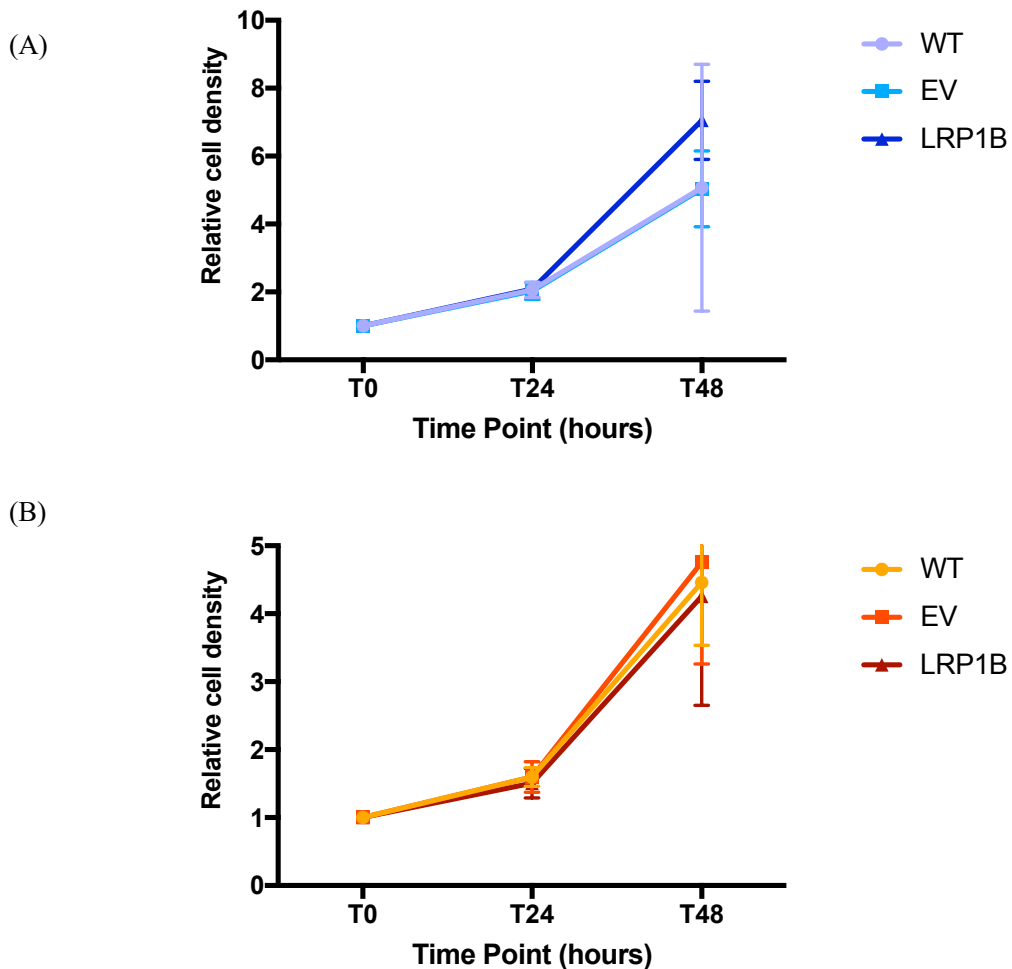 (A)
Relative cell density
10
8
6
4
2
0
T0 T24 T48
Time Point (hours)
WT
EV
LRP1B
(B)
Relative cell density
5
4
3
2
1
0
T0 T24 T48
Time Point (hours)
WT
EV
LRP1B